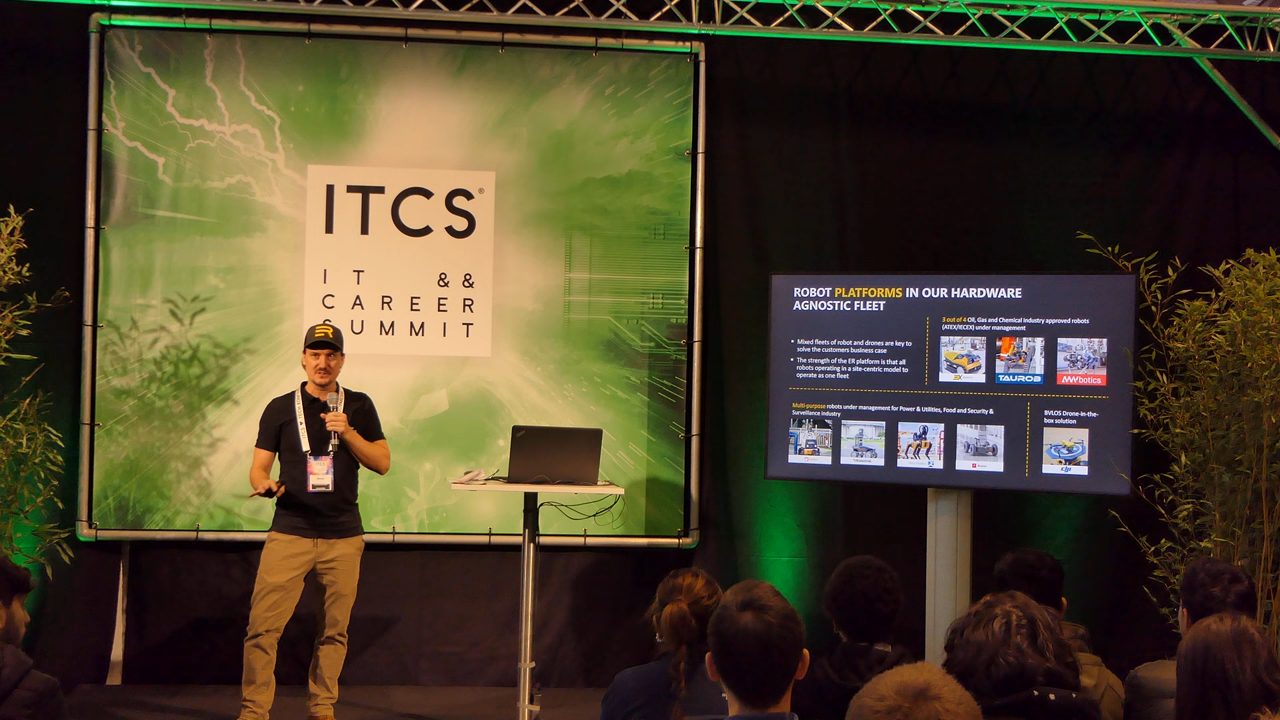 ITCS®
IT &&
CAREER
SUMMIT
ER
ROBOT PLATFORMS IN OUR HARDWARE
AGNOSTIC FLEET
3 out of 4 Oil, Gas and Chemical Industry approved robots
(ATEX/IECEX) under management
▪ Mixed fleets of robot and drones are key to
solve the customers business case
▪ The strength of the ER platform is that all
robots operating in a site-centric model to
operate as one fleet
EX
TAUROB
botics
Multi-purpose robots under management for Power & Utilities, Food and Security &
Surveillance Industry
BVLOS Drone-in-the-
box solution
dji